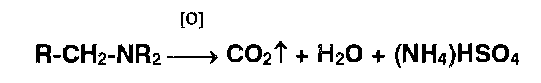 [O]
R-CH₂-NR₂ ⟶ CO₂↑ + H₂O + (NH₄)HSO₄